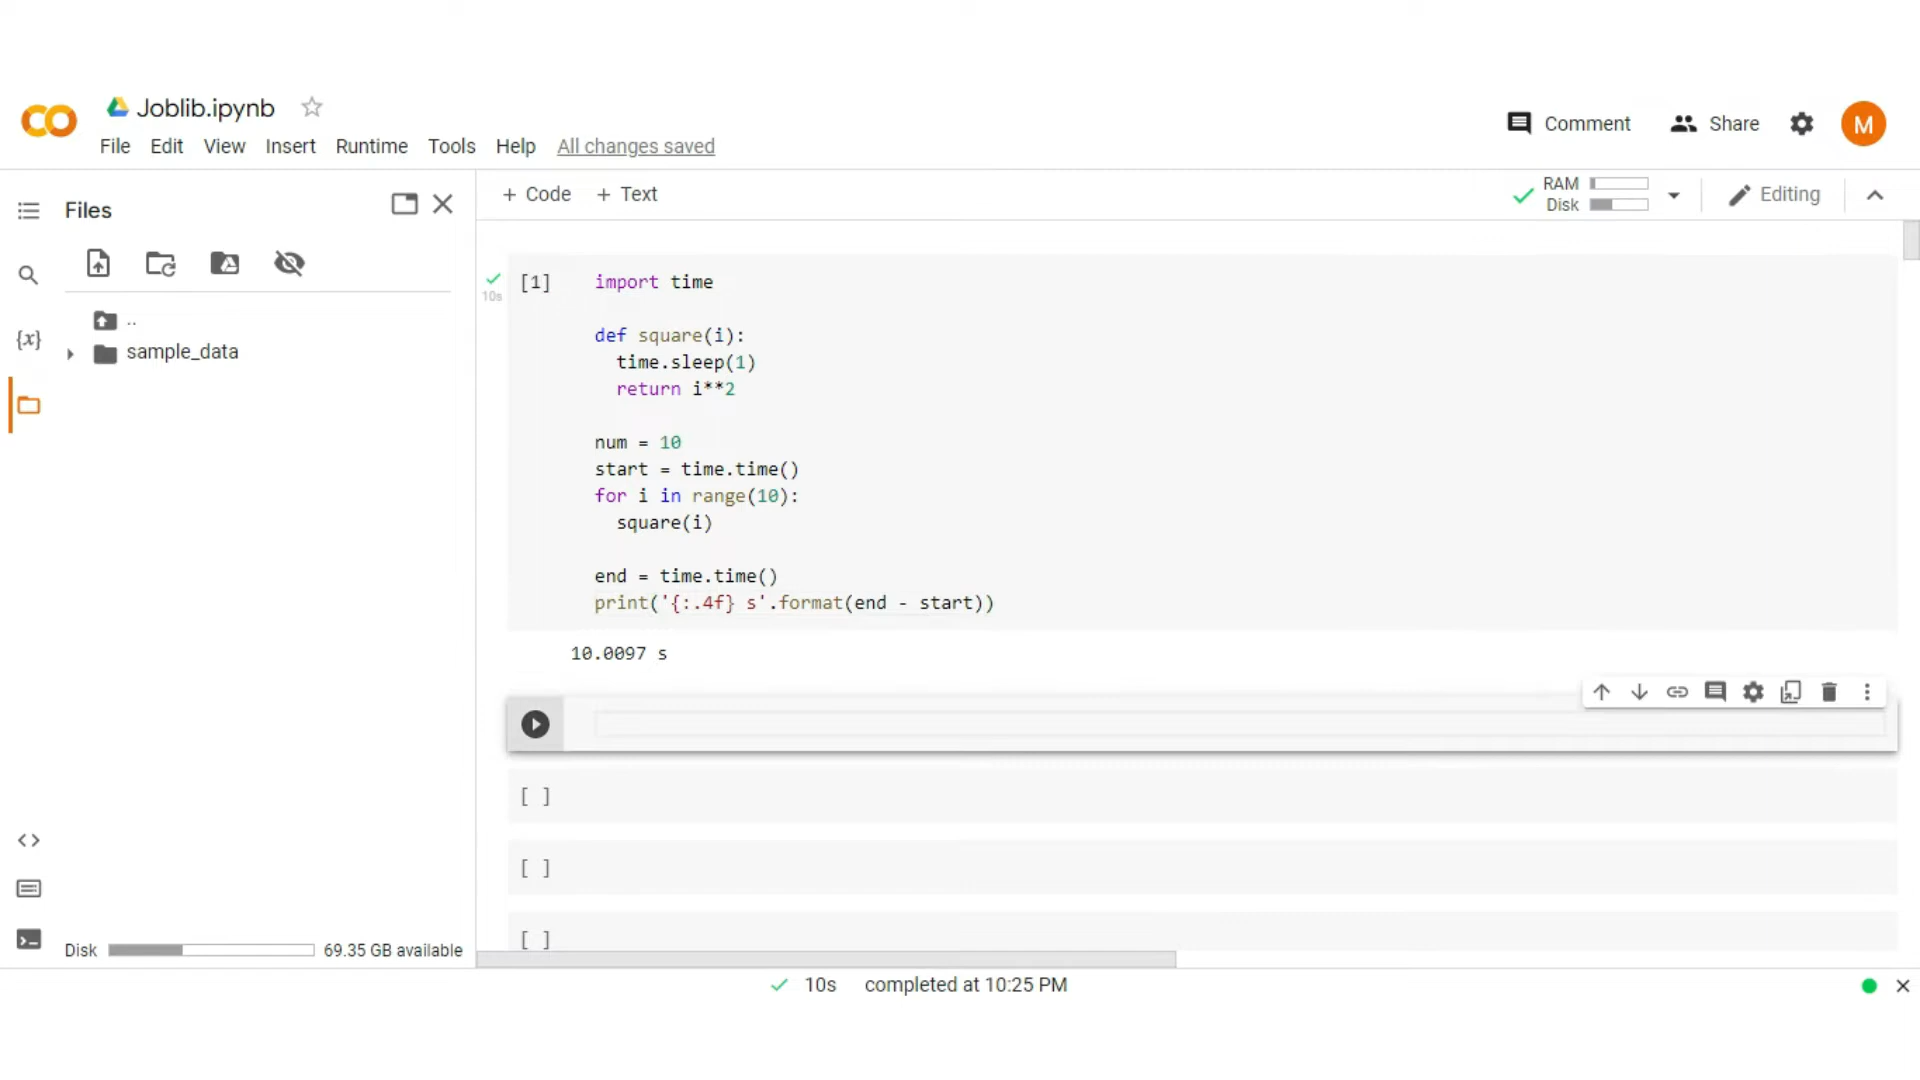 Joblib.ipynb
File Edit View Insert Runtime Tools Help All changes saved
Comment Share M
Files
+ Code + Text
RAM
Disk
Editing
{x}
..
sample_data
10s
[1]
import time
def square(i):
  time.sleep(1)
  return i**2
num = 10
start = time.time()
for i in range(10):
  square(i)
end = time.time()
print('{:.4f} s'.format(end - start))
10.0097 s
[ ]
[ ]
[ ]
Disk 69.35 GB available
10s completed at 10:25 PM